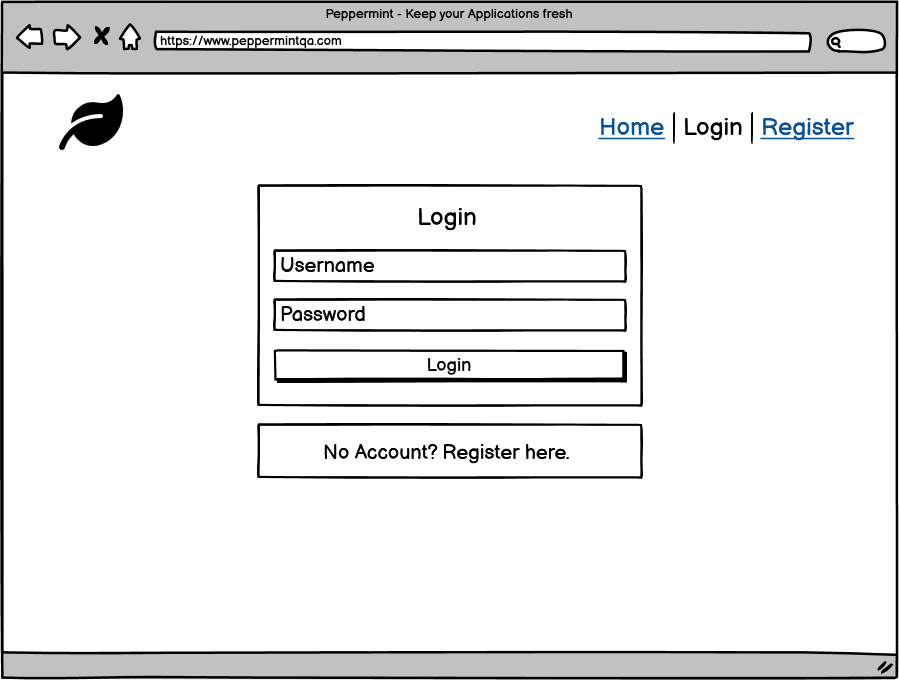 Peppermint - Keep your Applications fresh
https://www.peppermintqa.com
Home | Login | Register
Login
Username
Password
Login
No Account? Register here.